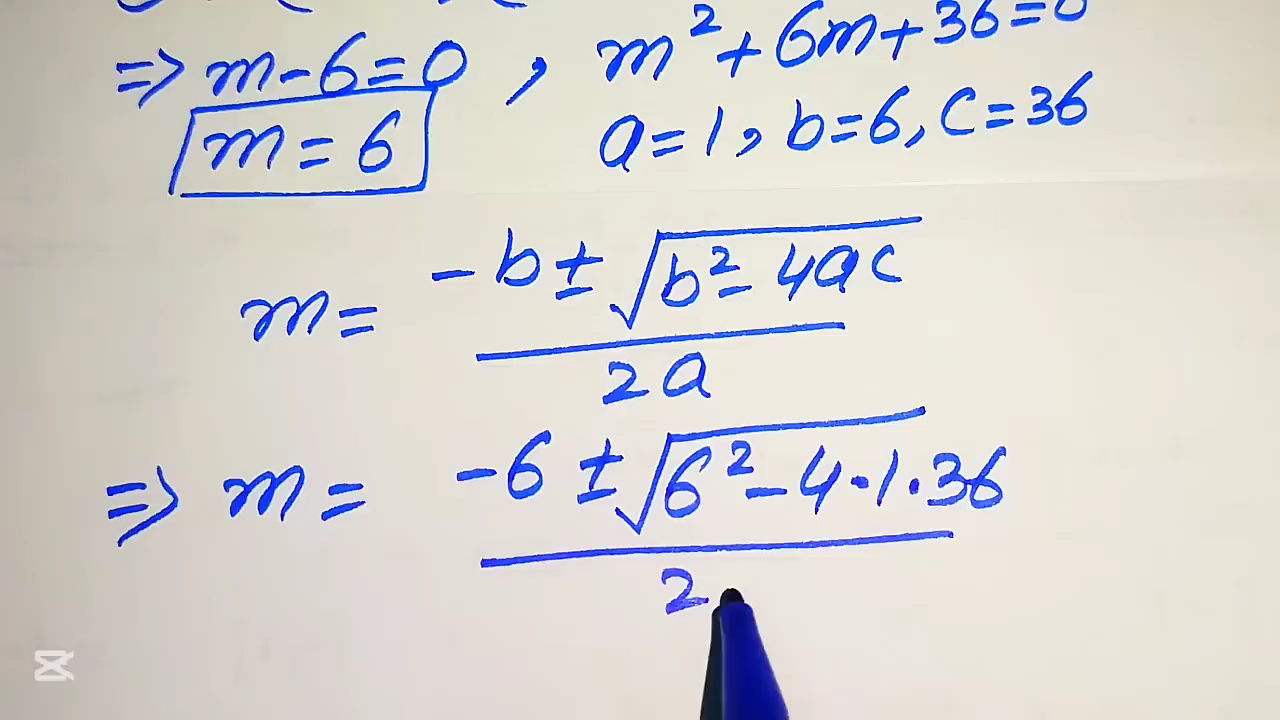 => m-6=0 , m²+6m+36=0
m=6 a=1, b=6, c=36
m= -b±√b²-4ac
2a
=> m= -6±√6²-4·1·36
2